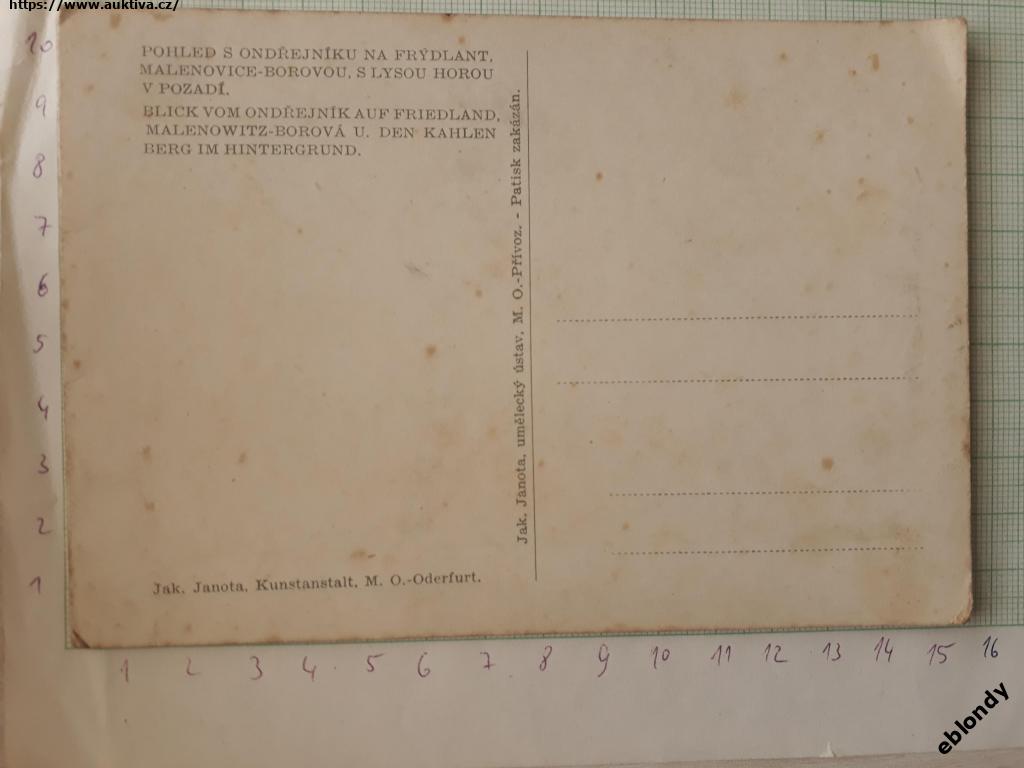 https://www.auktiva.cz/
POHLED S ONDŘEJNÍKU NA FRÝDLANT,
MALENOVICE-BOROVOU, S LYSOU HOROU
V POZADÍ.
BLICK VOM ONDŘEJNÍK AUF FRIEDLAND,
MALENOWITZ-BOROVÁ U. DEN KAHLEN
BERG IM HINTERGRUND.
Jak. Janota, umělecký ústav, M. O.-Přívoz. - Patisk zakázán.
Jak. Janota, Kunstanstalt, M. O.-Oderfurt.
10
9
8
7
6
5
4
3
2
1
1 2 3 4 5 6 7 8 9 10 11 12 13 14 15 16
eblondy